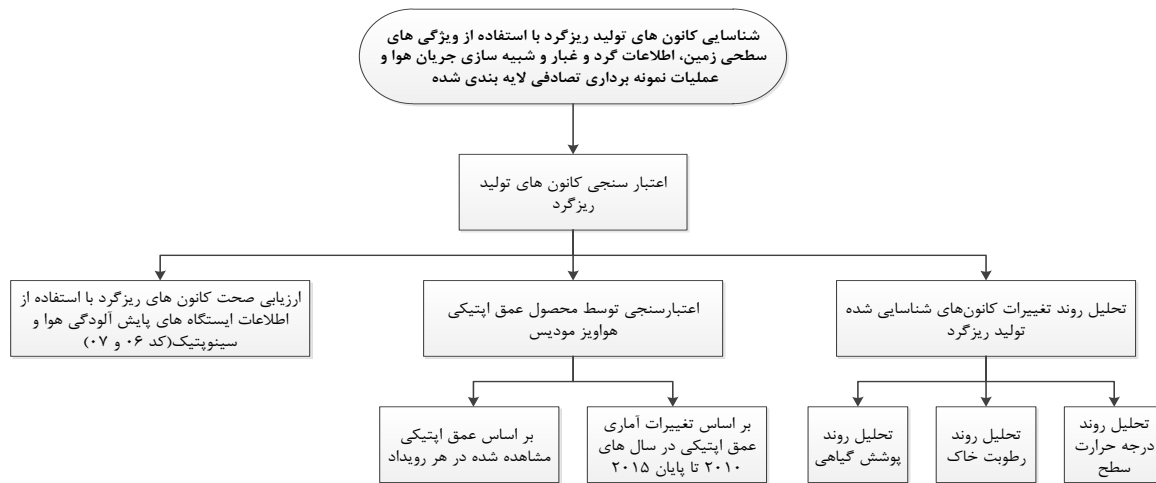 شناسایی کانون های تولید ریزگرد با استفاده از ویژگی های
سطحی زمین، اطلاعات گرد و غبار و شبیه سازی جریان هوا و
عملیات نمونه برداری تصادفی لایه بندی شده
اعتبار سنجی کانون های تولید
ریزگرد
تحلیل روند تغییرات کانون‌های شناسایی شده
تولید ریزگرد
اعتبارسنجی توسط محصول عمق اپتیکی
هواویز مودیس
ارزیابی صحت کانون های ریزگرد با استفاده از
اطلاعات ایستگاه های پایش آلودگی هوا و
سینوپتیک(کد ۰۶ و ۰۷)
تحلیل روند
درجه حرارت
سطح
تحلیل روند
رطوبت خاک
تحلیل روند
پوشش گیاهی
بر اساس تغییرات آماری
عمق اپتیکی در سال های
۲۰۱۰ تا پایان ۲۰۱۵
بر اساس عمق اپتیکی
مشاهده شده در هر رویداد